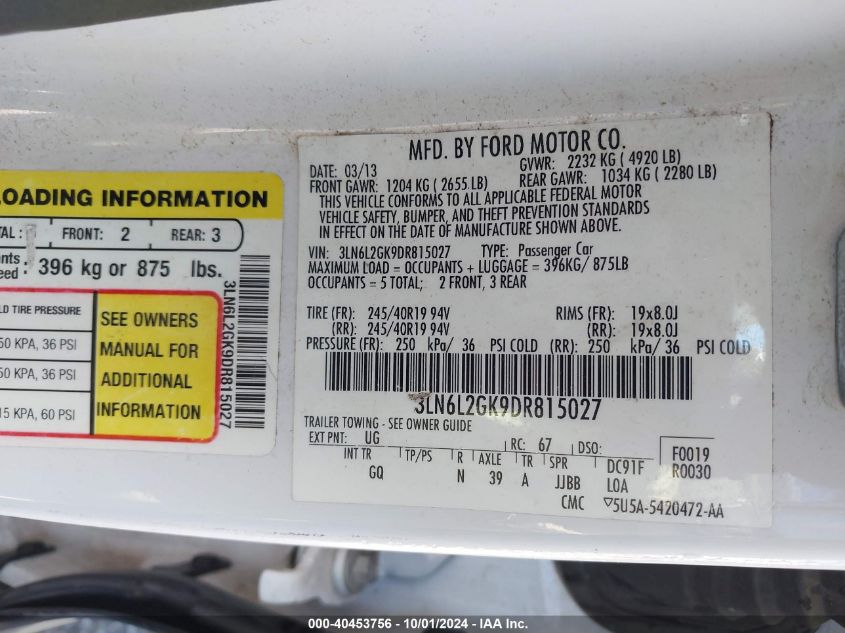 LOADING INFORMATION
TAL: FRONT: 2 REAR: 3
396 kg or 875 lbs.
TIRE PRESSURE
50 KPA, 36 PSI
50 KPA, 36 PSI
15 KPA, 60 PSI
SEE OWNERS
MANUAL FOR
ADDITIONAL
INFORMATION
3LN6L2GK9DR815027
MFD. BY FORD MOTOR CO.
DATE: 03/13 GVWR: 2232 KG ( 4920 LB)
FRONT GAWR: 1204 KG ( 2655 LB) REAR GAWR: 1034 KG ( 2280 LB)
THIS VEHICLE CONFORMS TO ALL APPLICABLE FEDERAL MOTOR
VEHICLE SAFETY, BUMPER, AND THEFT PREVENTION STANDARDS
IN EFFECT ON THE DATE OF MANUFACTURE SHOWN ABOVE.
VIN: 3LN6L2GK9DR815027 TYPE: Passenger Car
MAXIMUM LOAD = OCCUPANTS + LUGGAGE = 396KG/ 875LB
OCCUPANTS = 5 TOTAL; 2 FRONT, 3 REAR
TIRE (FR): 245/40R19 94V RIMS (FR): 19x8.0J
(RR): 245/40R19 94V (RR): 19x8.0J
PRESSURE (FR): 250 kPa/ 36 PSI COLD (RR): 250 kPa/ 36 PSI COLD
3LN6L2GK9DR815027
TRAILER TOWING - SEE OWNER GUIDE
EXT PNT: UG RC: 67 DSO: F0019
INT TR TP/PS R AXLE TR SPR DC91F R0030
GQ N 39 A JJBB LOA
CMC ▽5U5A-5420472-AA
000-40453756 - 10/01/2024 - IAA Inc.